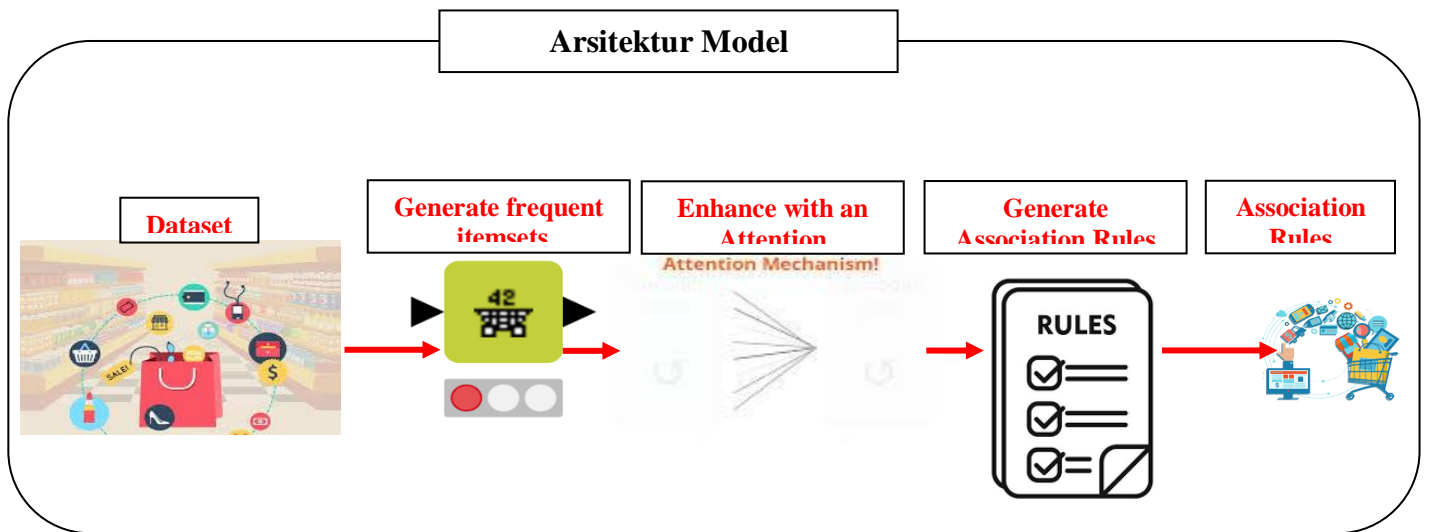 Arsitektur Model
Dataset
Generate frequent
itemsets
Enhance with an
Attention
Generate
Association Rules
Association
Rules
Attention Mechanism!
42
SALE!
$
RULES